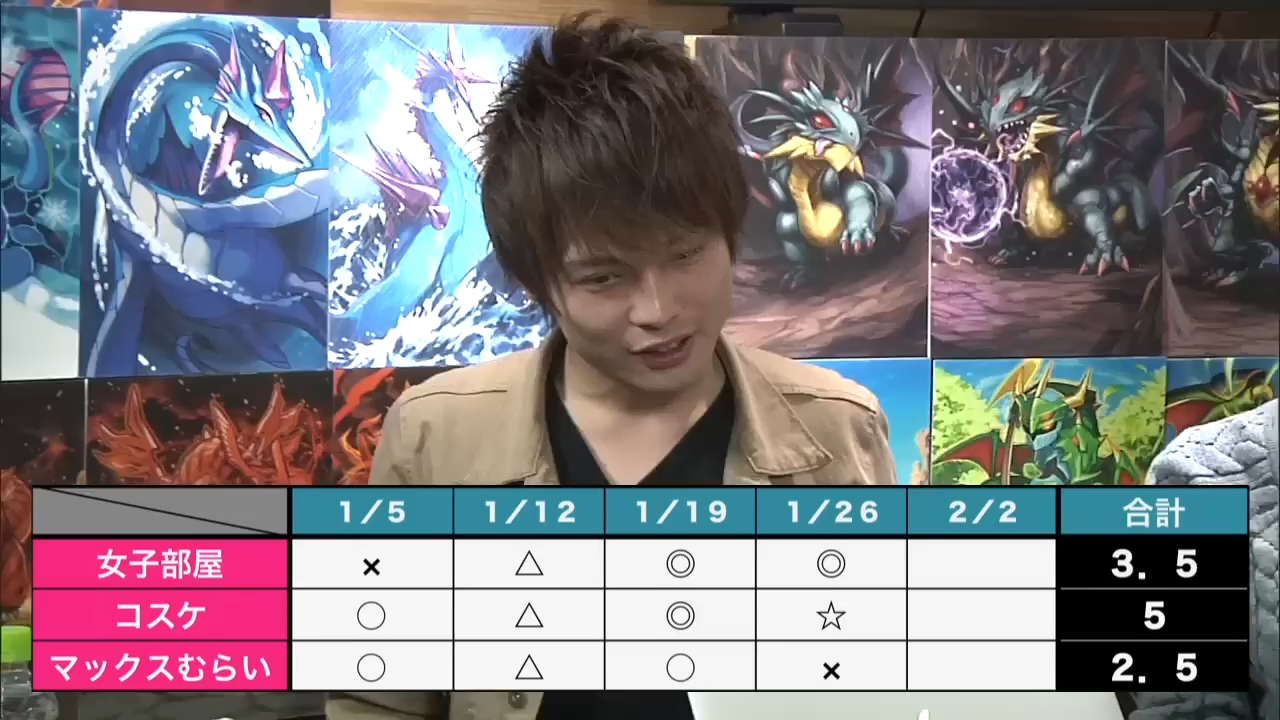 1/5 1/12 1/19 1/26 2/2 合計
女子部屋 × △ ◎ ◎ 3.5
コスケ ○ △ ◎ ☆ 5
マックスむらい ○ △ ○ × 2.5